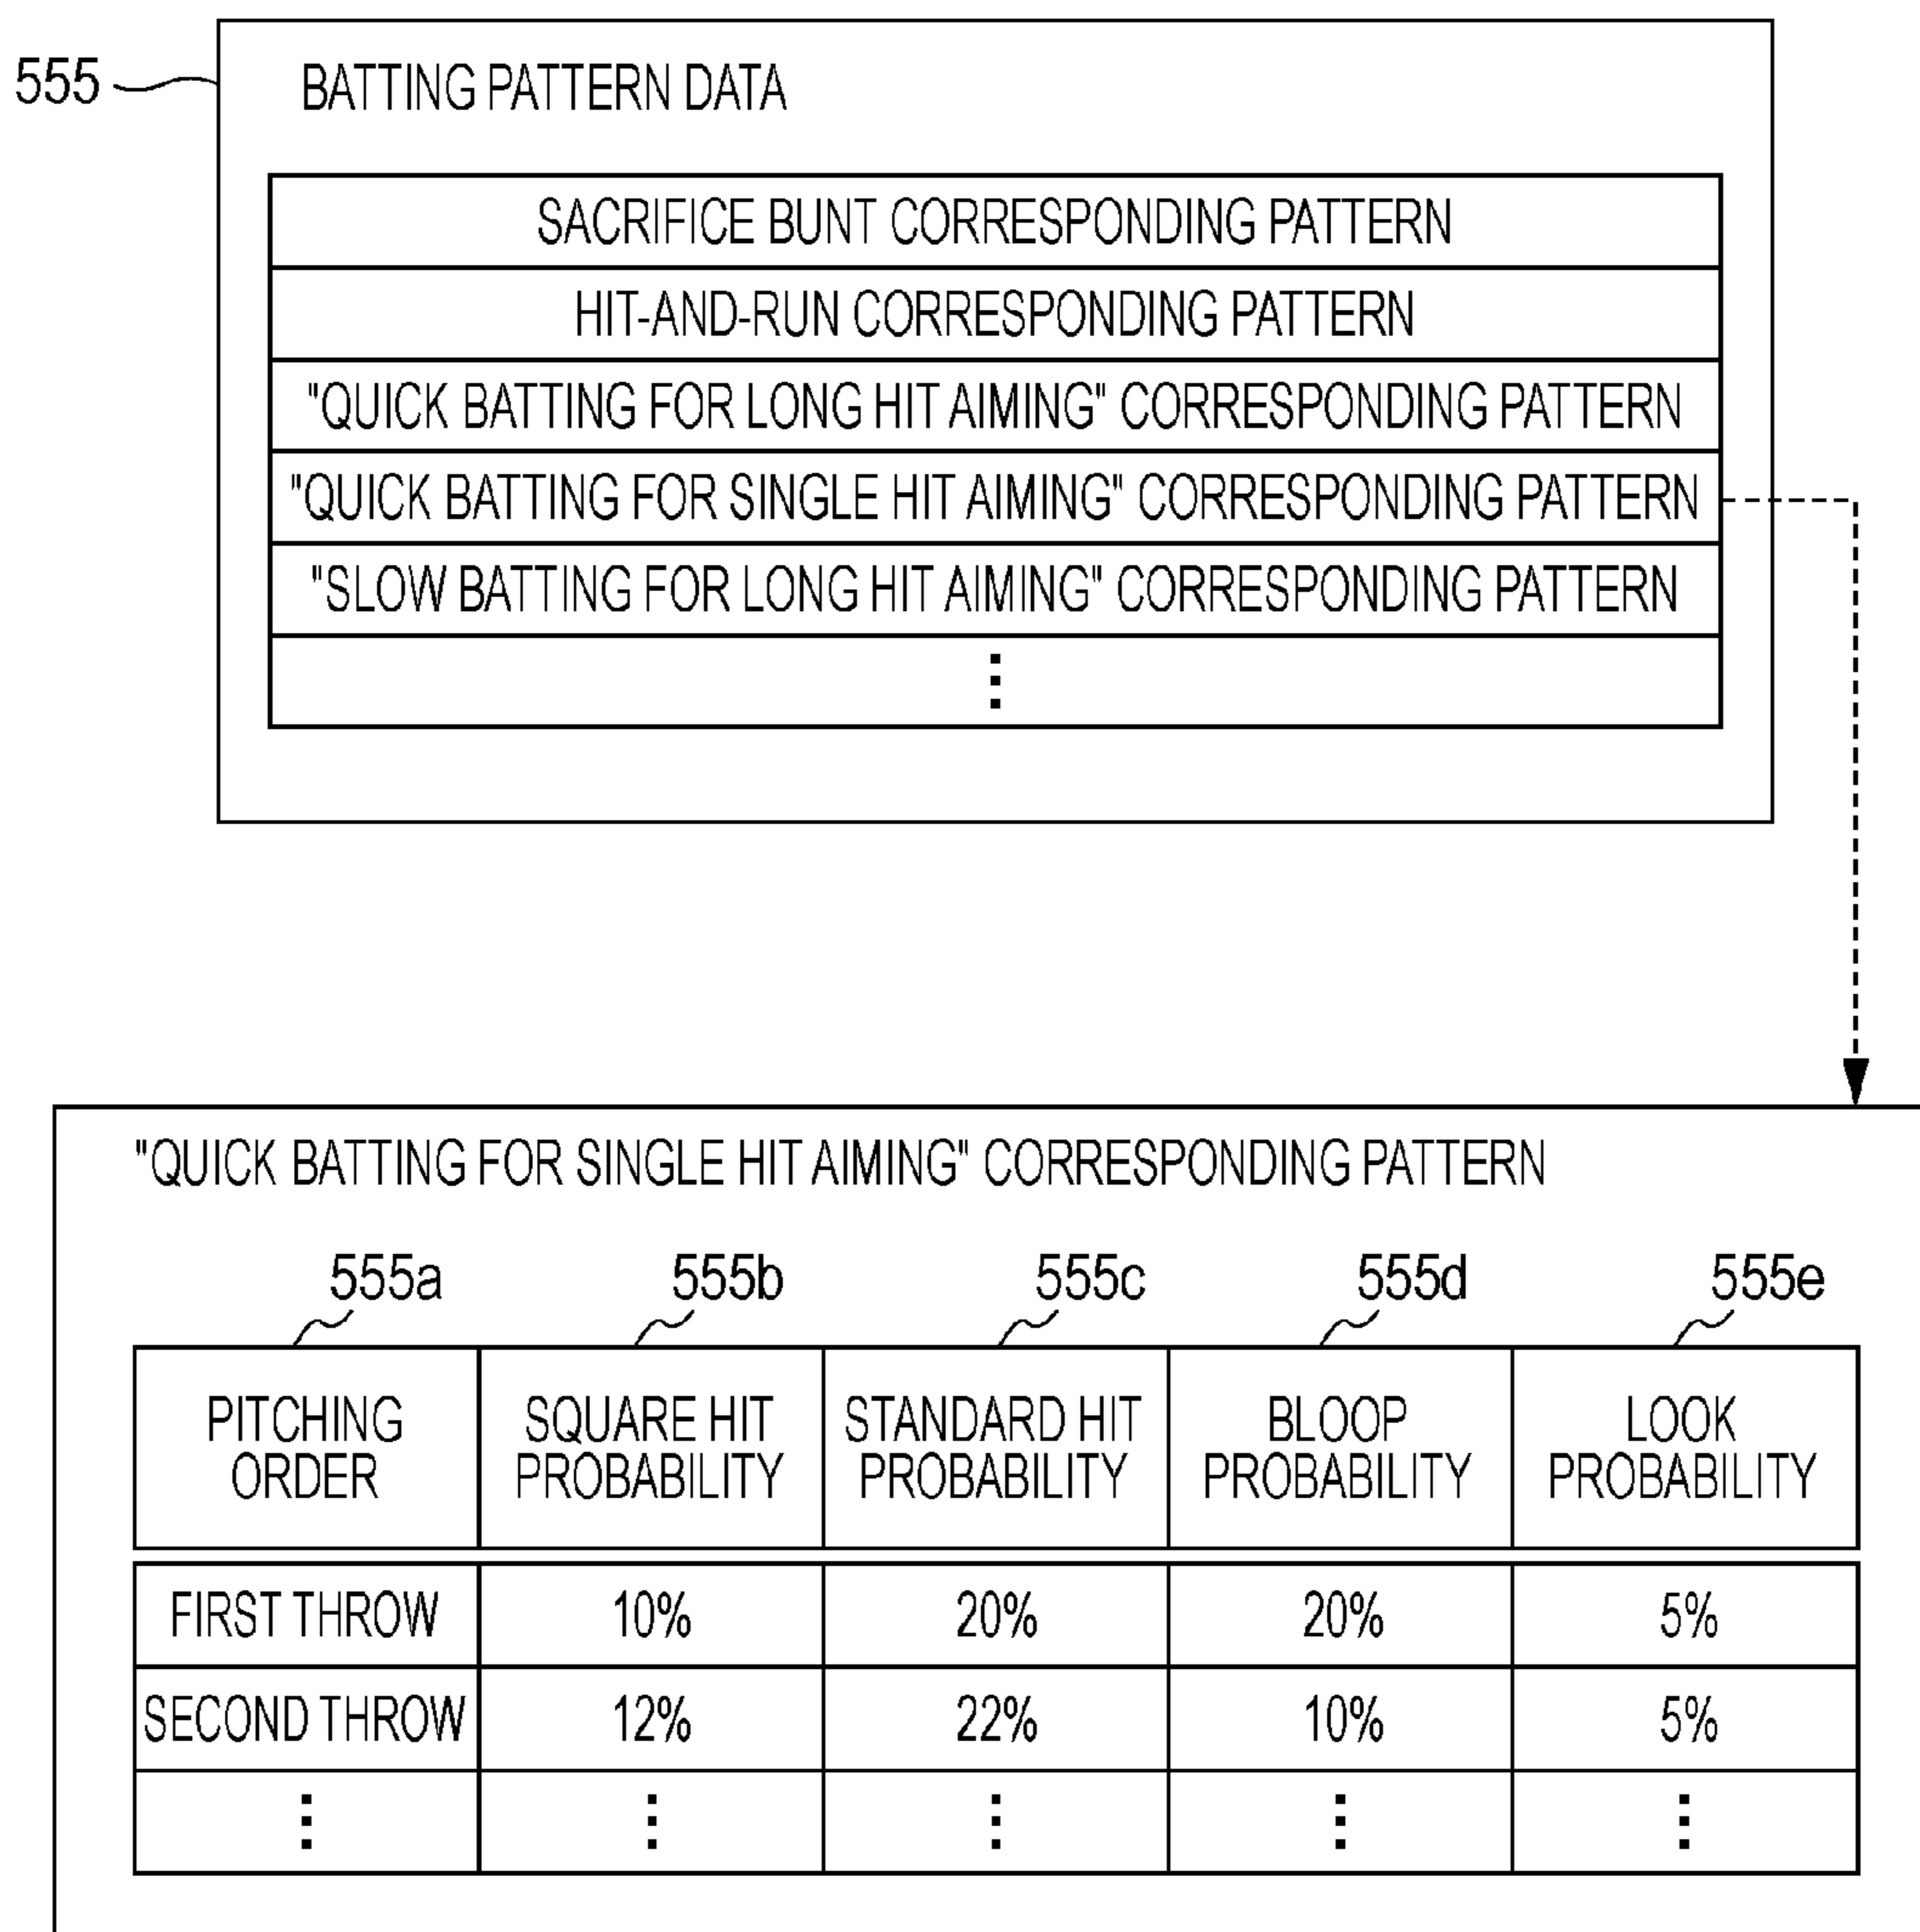 555
BATTING PATTERN DATA
SACRIFICE BUNT CORRESPONDING PATTERN
HIT-AND-RUN CORRESPONDING PATTERN
"QUICK BATTING FOR LONG HIT AIMING" CORRESPONDING PATTERN
"QUICK BATTING FOR SINGLE HIT AIMING" CORRESPONDING PATTERN
"SLOW BATTING FOR LONG HIT AIMING" CORRESPONDING PATTERN
"QUICK BATTING FOR SINGLE HIT AIMING" CORRESPONDING PATTERN
555a 555b 555c 555d 555e
PITCHING ORDER SQUARE HIT PROBABILITY STANDARD HIT PROBABILITY BLOOP PROBABILITY LOOK PROBABILITY
FIRST THROW 10% 20% 20% 5%
SECOND THROW 12% 22% 10% 5%